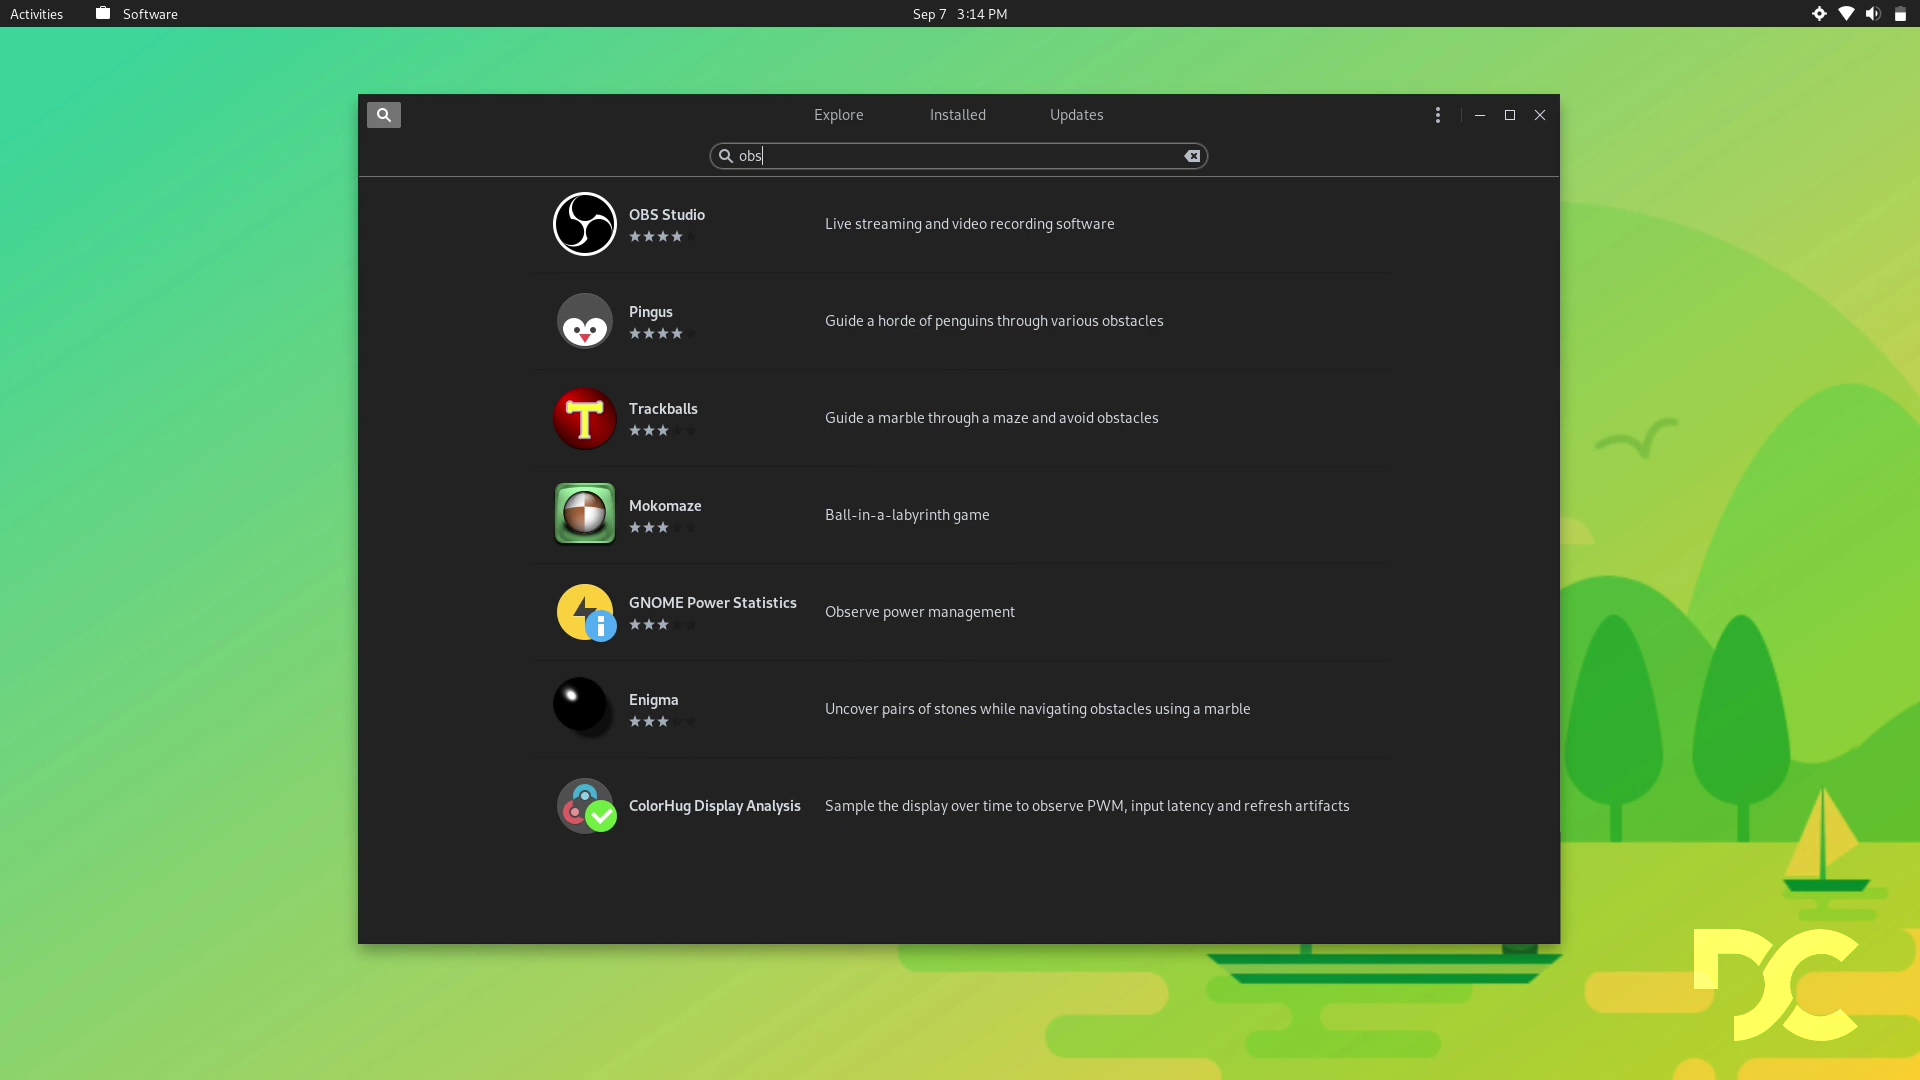 Activities Software Sep 7 3:14 PM
Explore Installed Updates
obs
OBS Studio
Live streaming and video recording software
Pingus
Guide a horde of penguins through various obstacles
T
Trackballs
Guide a marble through a maze and avoid obstacles
Mokomaze
Ball-in-a-labyrinth game
GNOME Power Statistics
Observe power management
Enigma
Uncover pairs of stones while navigating obstacles using a marble
ColorHug Display Analysis
Sample the display over time to observe PWM, input latency and refresh artifacts
DC